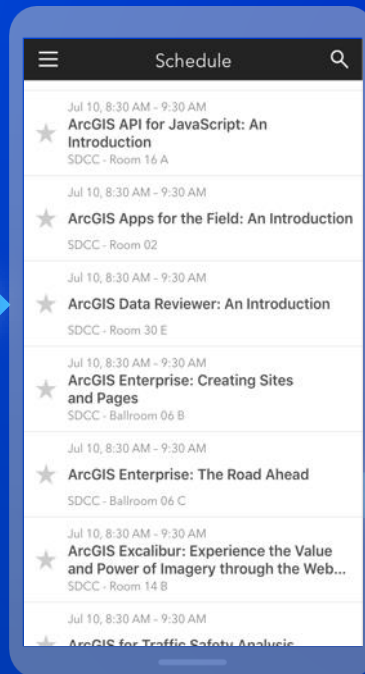 Schedule
Jul 10, 8:30 AM - 9:30 AM
ArcGIS API for JavaScript: An
Introduction
SDCC - Room 16 A
Jul 10, 8:30 AM - 9:30 AM
ArcGIS Apps for the Field: An Introduction
SDCC - Room 02
Jul 10, 8:30 AM - 9:30 AM
ArcGIS Data Reviewer: An Introduction
SDCC - Room 30 E
Jul 10, 8:30 AM - 9:30 AM
ArcGIS Enterprise: Creating Sites
and Pages
SDCC - Ballroom 06 B
Jul 10, 8:30 AM - 9:30 AM
ArcGIS Enterprise: The Road Ahead
SDCC - Ballroom 06 C
Jul 10, 8:30 AM - 9:30 AM
ArcGIS Excalibur: Experience the Value
and Power of Imagery through the Web...
SDCC - Room 14 B
Jul 10, 8:30 AM - 9:30 AM
ArcGIS for Traffic Safety Analysis